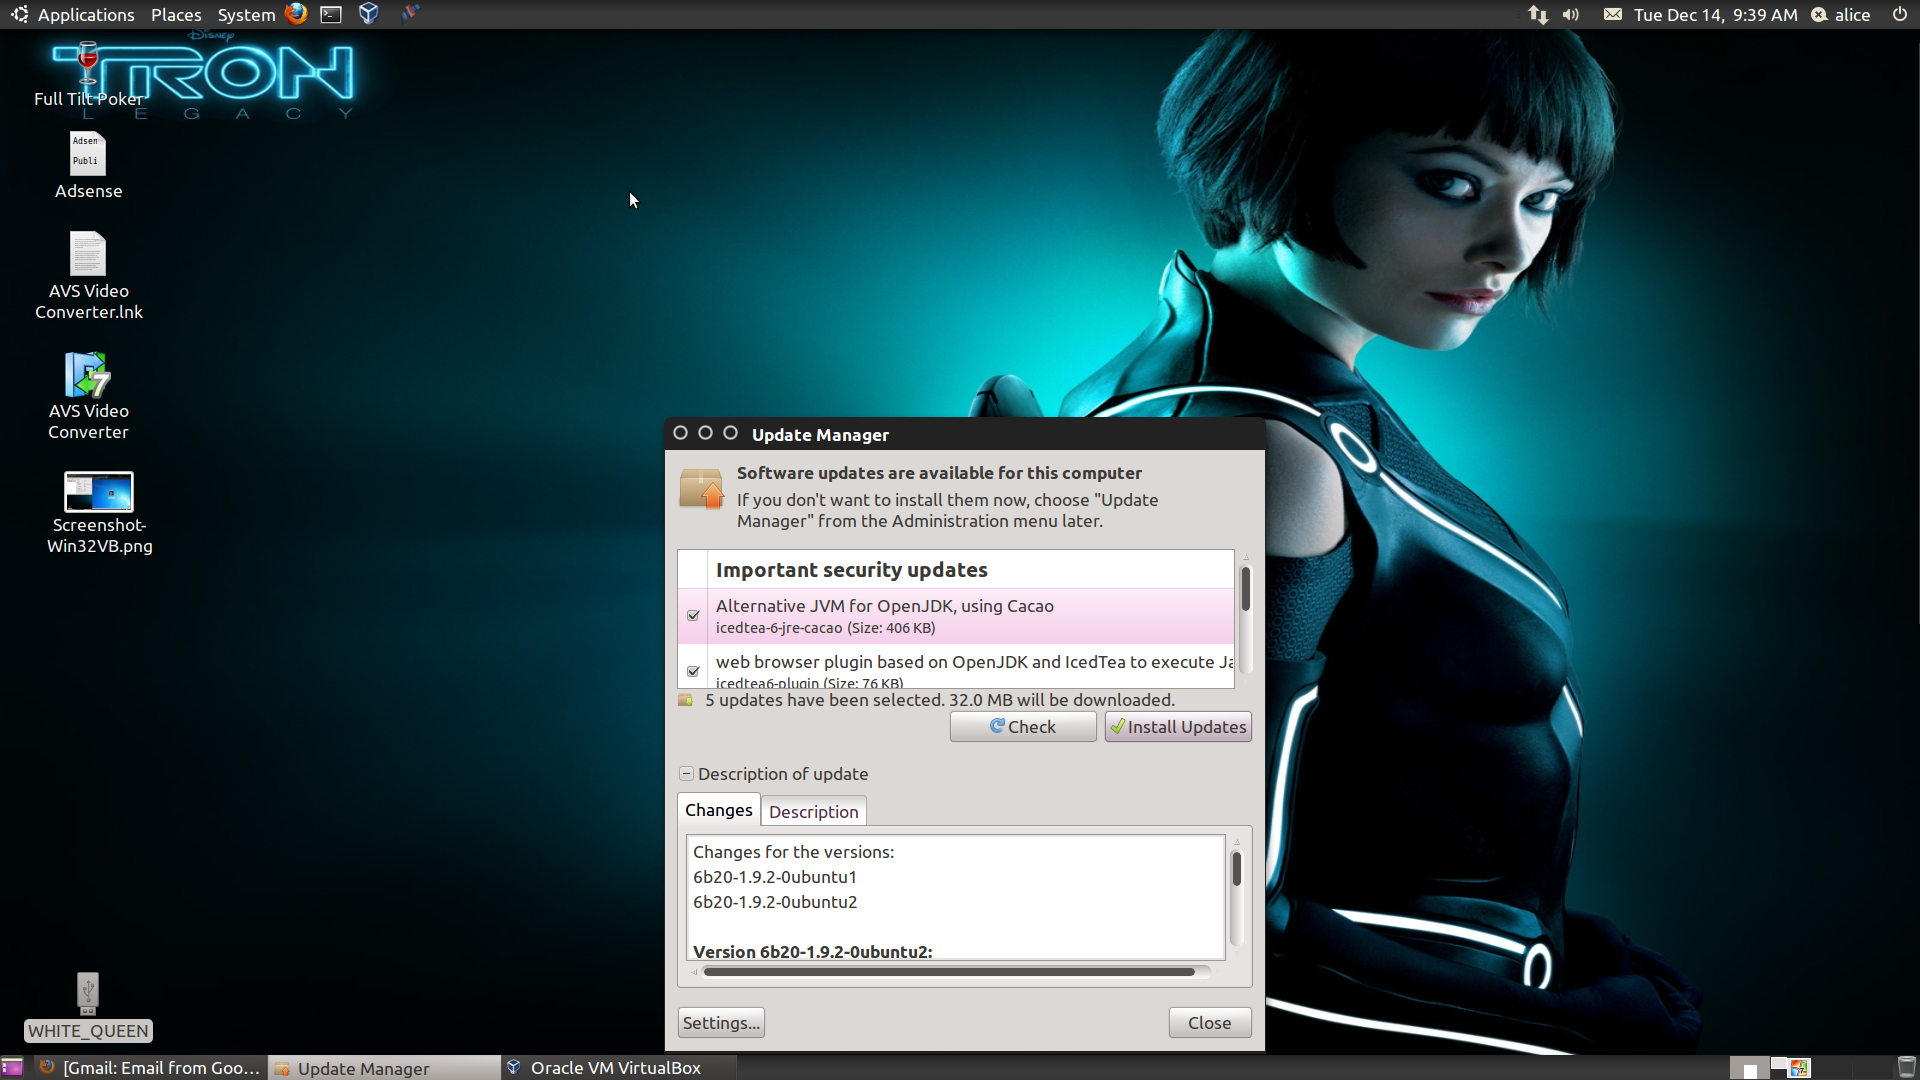 Applications Places System
Tue Dec 14, 9:39 AM alice
Disney
TRON
LEGACY
Full Tilt Poker
Adsen
Publi
Adsense
AVS Video
Converter.lnk
7
AVS Video
Converter
Screenshot-
Win32VB.png
WHITE_QUEEN
Update Manager
Software updates are available for this computer
If you don't want to install them now, choose "Update
Manager" from the Administration menu later.
Important security updates
Alternative JVM for OpenJDK, using Cacao
icedtea-6-jre-cacao (Size: 406 KB)
web browser plugin based on OpenJDK and IcedTea to execute Ja
icedtea6-plugin (Size: 76 KB)
5 updates have been selected. 32.0 MB will be downloaded.
Check Install Updates
Description of update
Changes Description
Changes for the versions:
6b20-1.9.2-0ubuntu1
6b20-1.9.2-0ubuntu2
Version 6b20-1.9.2-0ubuntu2:
Settings... Close
[Gmail: Email from Goo... Update Manager Oracle VM VirtualBox